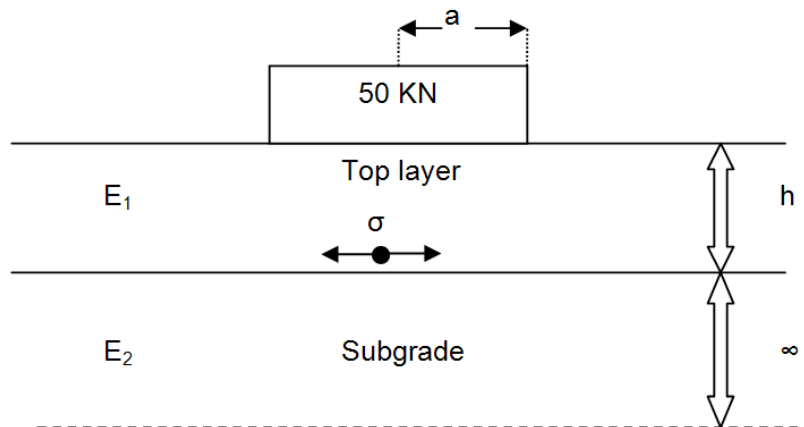 a
50 KN
Top layer
E₁
h
σ
E₂
Subgrade
∞